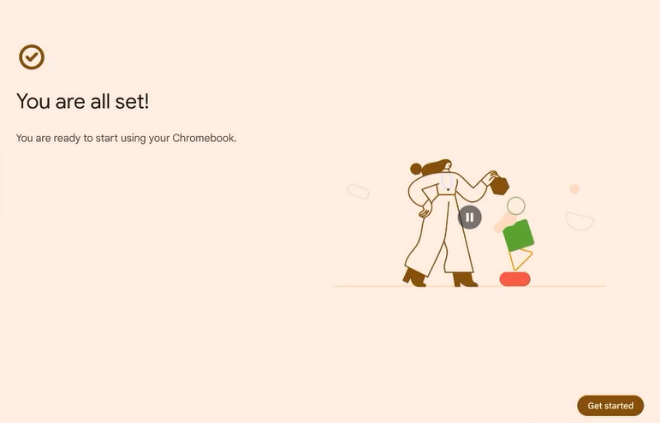 You are all set!
You are ready to start using your Chromebook.
Get started